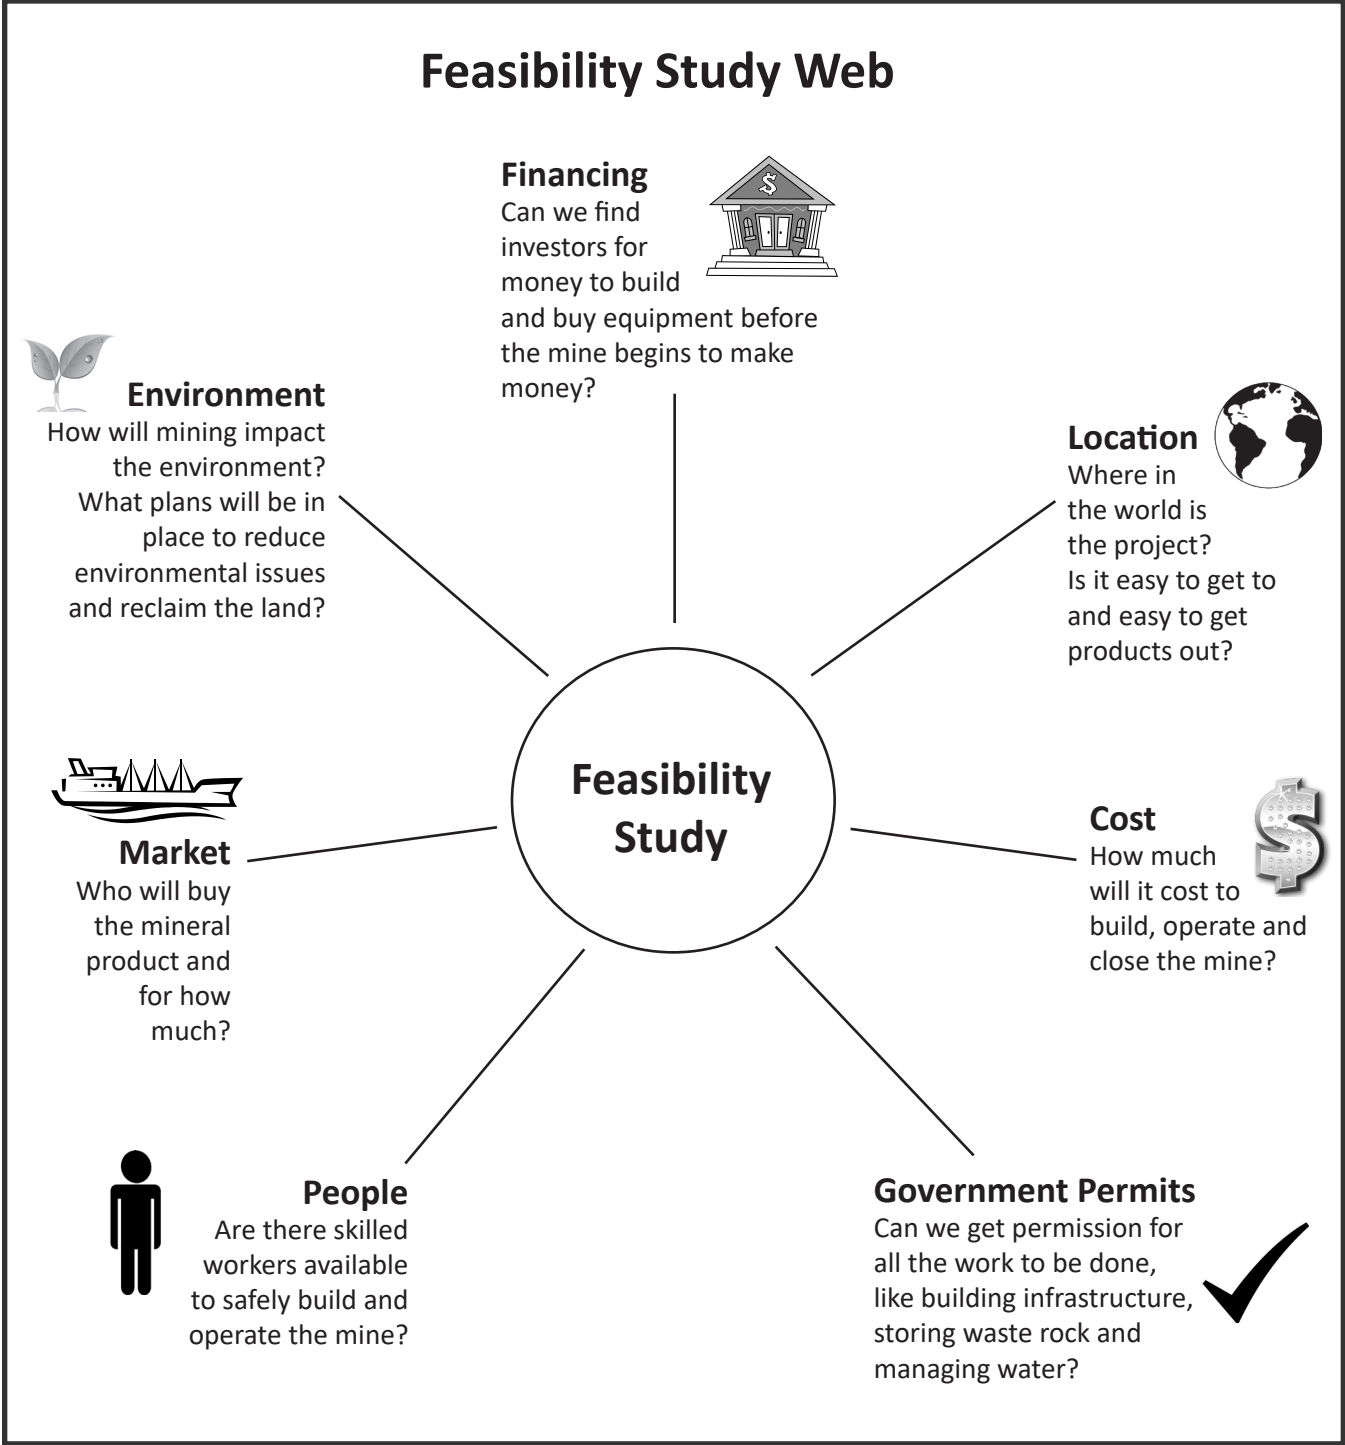 Feasibility Study Web
Financing
Can we find
investors for
money to build
and buy equipment before
the mine begins to make
money?
$
Environment
How will mining impact
the environment?
What plans will be in
place to reduce
environmental issues
and reclaim the land?
Location
Where in
the world is
the project?
Is it easy to get to
and easy to get
products out?
Feasibility
Study
Market
Who will buy
the mineral
product and
for how
much?
Cost
How much
will it cost to
build, operate and
close the mine?
$
People
Are there skilled
workers available
to safely build and
operate the mine?
Government Permits
Can we get permission for
all the work to be done,
like building infrastructure,
storing waste rock and
managing water?